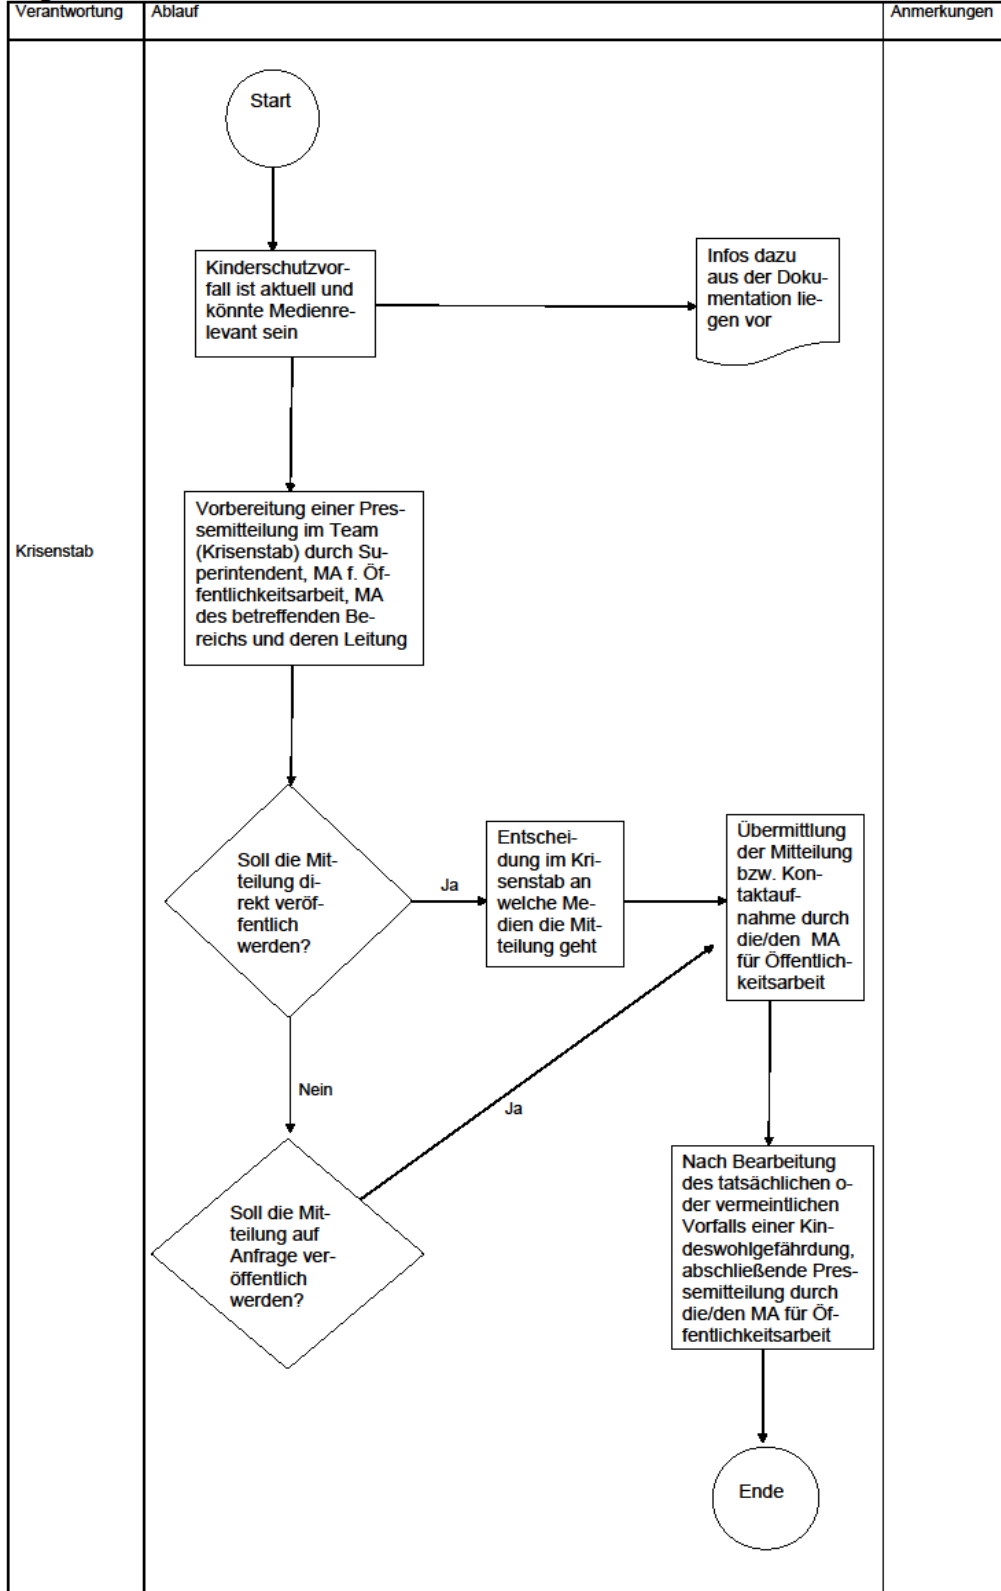 Verantwortung
Ablauf
Anmerkungen
Start
Kinderschutzvor-
fall ist aktuell und
könnte Medienre-
levant sein
Infos dazu
aus der Doku-
mentation lie-
gen vor
Krisenstab
Vorbereitung einer Pres-
semitteilung im Team
(Krisenstab) durch Su-
perintendent, MA f. Öf-
fentlichkeitsarbeit, MA
des betreffenden Be-
reichs und deren Leitung
Soll die Mit-
teilung di-
rekt veröf-
fentlich
werden?
Ja
Entschei-
dung im Kri-
senstab an
welche Me-
dien die Mit-
teilung geht
Übermittlung
der Mitteilung
bzw. Kon-
taktauf-
nahme durch
die/den MA
für Öffentlich-
keitsarbeit
Nein
Ja
Soll die Mit-
teilung auf
Anfrage ver-
öffentlich
werden?
Nach Bearbeitung
des tatsächlichen o-
der vermeintlichen
Vorfalls einer Kin-
deswohlgefährdung,
abschließende Pres-
semitteilung durch
die/den MA für Öf-
fentlichkeitsarbeit
Ende